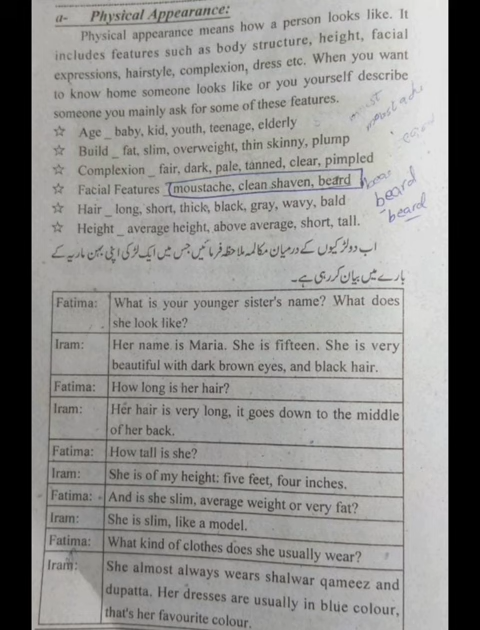 a- Physical Appearance:
Physical appearance means how a person looks like. It
includes features such as body structure, height, facial
expressions, hairstyle, complexion, dress etc. When you want
to know home someone looks like or you yourself describe
someone you mainly ask for some of these features.
☆ Age _ baby, kid, youth, teenage, elderly
☆ Build _ fat, slim, overweight, thin skinny, plump
☆ Complexion _ fair, dark, pale, tanned, clear, pimpled
☆ Facial Features moustache, clean shaven, beard
☆ Hair _ long, short, thick, black, gray, wavy, bald
☆ Height _ average height, above average, short, tall.
moustache
beard
beard
اب دو لڑکیوں کے درمیان مکالمہ ملاحظہ فرمائیں جس میں ایک لڑکی اپنی بہن ماریہ کے
بارے میں بیان کر رہی ہے۔
Fatima: What is your younger sister's name? What does
she look like?
Iram: Her name is Maria. She is fifteen. She is very
beautiful with dark brown eyes, and black hair.
Fatima: How long is her hair?
Iram: Her hair is very long, it goes down to the middle
of her back.
Fatima: How tall is she?
Iram: She is of my height: five feet, four inches.
Fatima: And is she slim, average weight or very fat?
Iram: She is slim, like a model.
Fatima: What kind of clothes does she usually wear?
Iram: She almost always wears shalwar qameez and
dupatta. Her dresses are usually in blue colour,
that's her favourite colour.